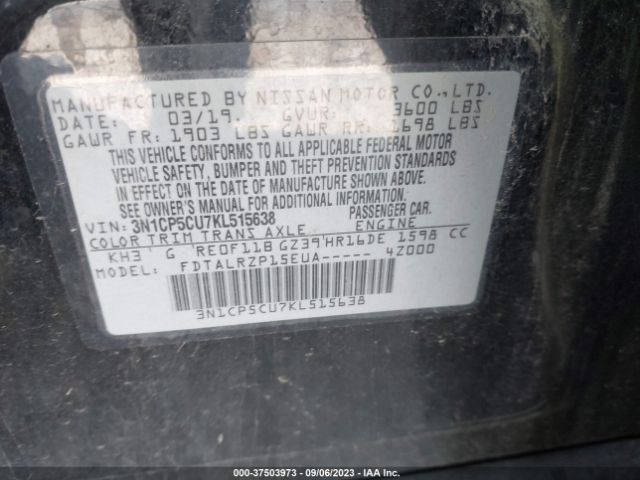 MANUFACTURED BY NISSAN MOTOR CO.,LTD.
DATE: 03/19. GVWR: 3600 LBS
GAWR FR: 1903 LBS GAWR RR: 1698 LBS
THIS VEHICLE CONFORMS TO ALL APPLICABLE FEDERAL MOTOR
VEHICLE SAFETY, BUMPER AND THEFT PREVENTION STANDARDS
IN EFFECT ON THE DATE OF MANUFACTURE SHOWN ABOVE.
SEE OWNER'S MANUAL FOR ADDITIONAL INFORMATION.
VIN: 3N1CP5CU7KL515638 PASSENGER CAR.
COLOR TRIM TRANS AXLE ENGINE
KH3 G RE0F11B GZ39 HR16DE 1598 CC
MODEL: FDTALRZP15EUA----- 4Z000
3N1CP5CU7KL515638
000-37503973 - 09/06/2023 - IAA Inc.